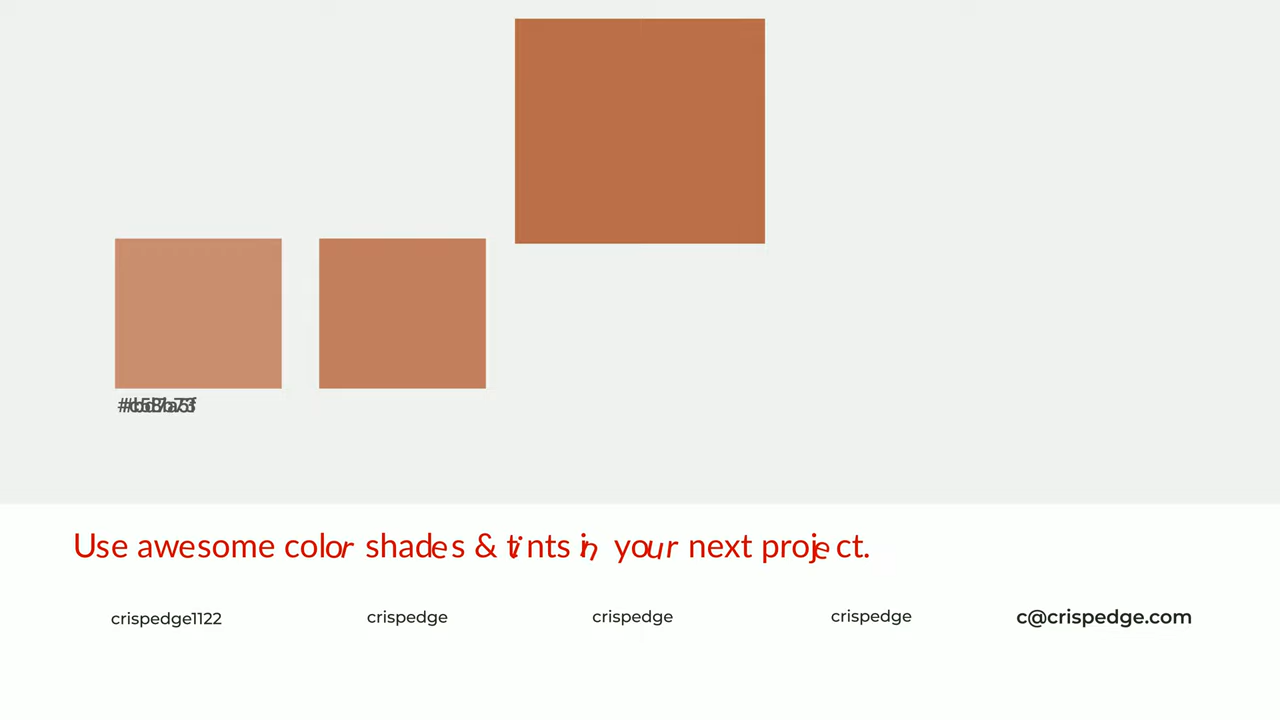 Use awesome color shades & tints in your next project.
crispedge1122 crispedge crispedge crispedge c@crispedge.com